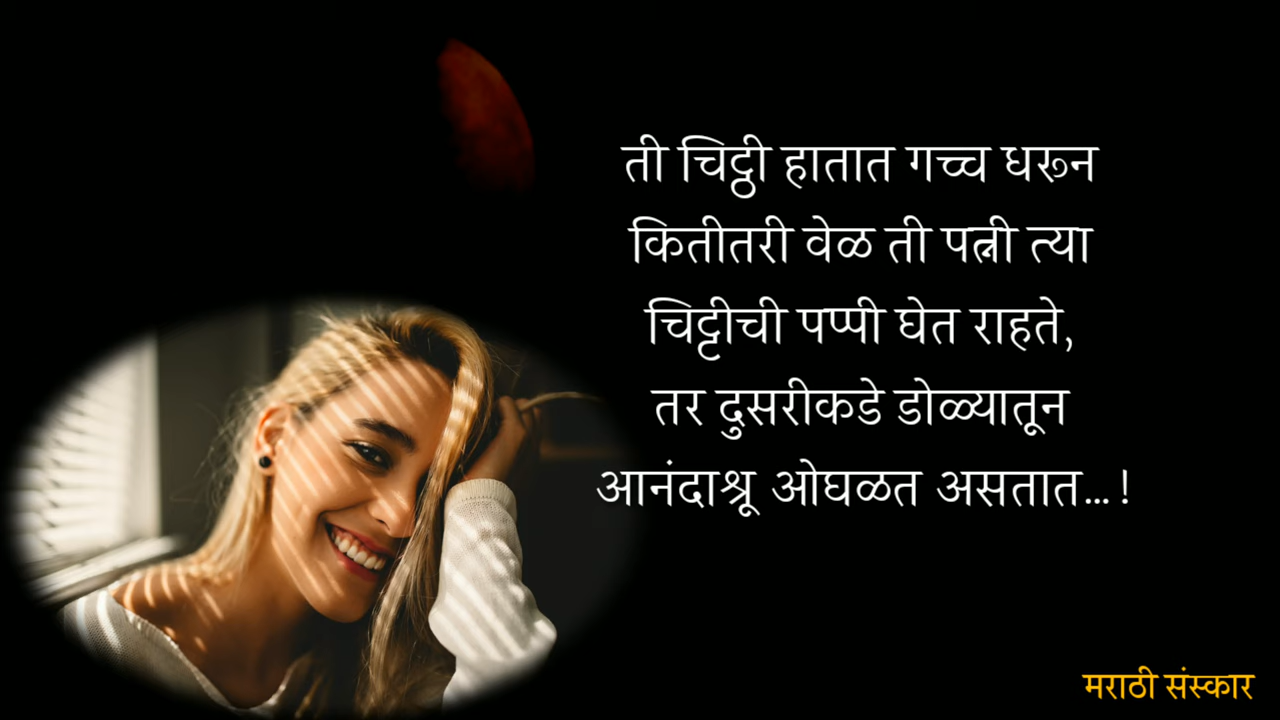 ती चिठ्ठी हातात गच्च धरून
कितीतरी वेळ ती पत्नी त्या
चिट्टीची पप्पी घेत राहते,
तर दुसरीकडे डोळ्यातून
आनंदाश्रू ओघळत असतात...!
मराठी संस्कार